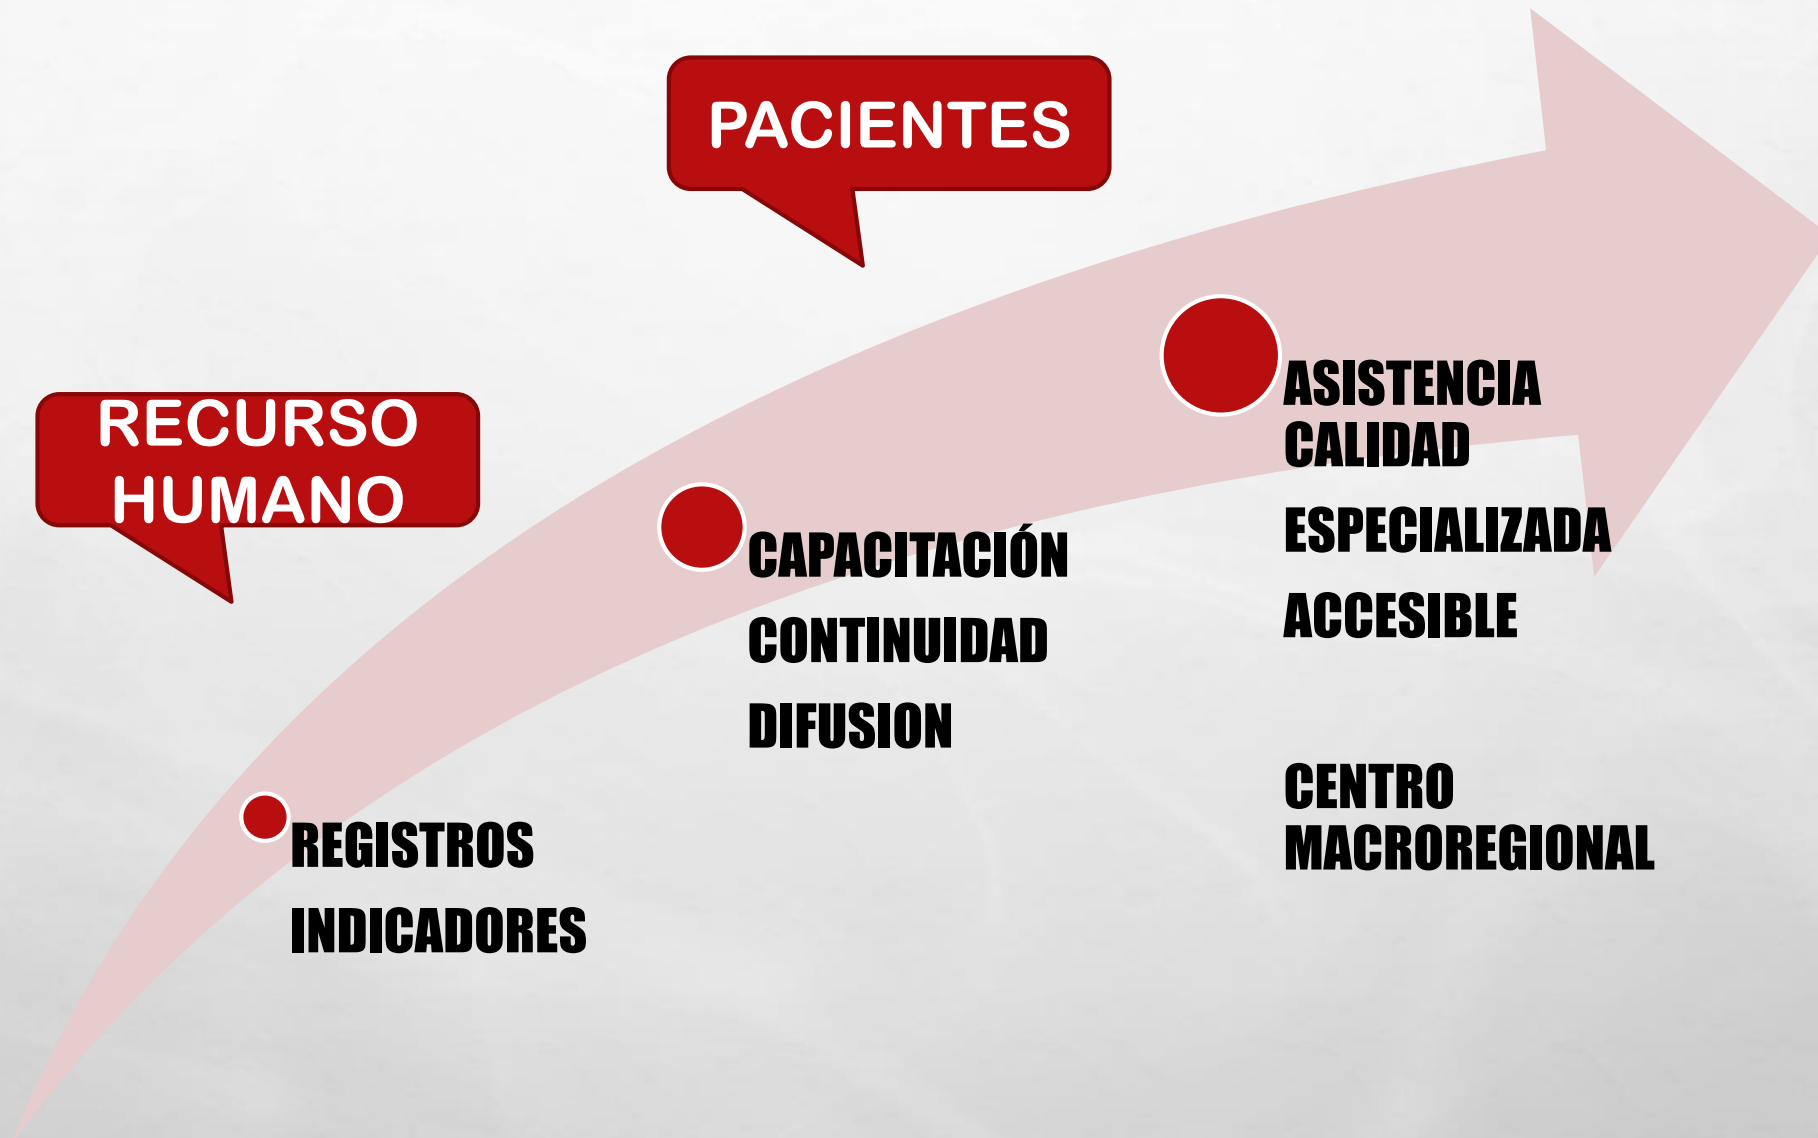 PACIENTES
RECURSO
HUMANO
ASISTENCIA
CALIDAD
ESPECIALIZADA
ACCESIBLE
CENTRO
MACROREGIONAL
CAPACITACIÓN
CONTINUIDAD
DIFUSION
REGISTROS
INDICADORES